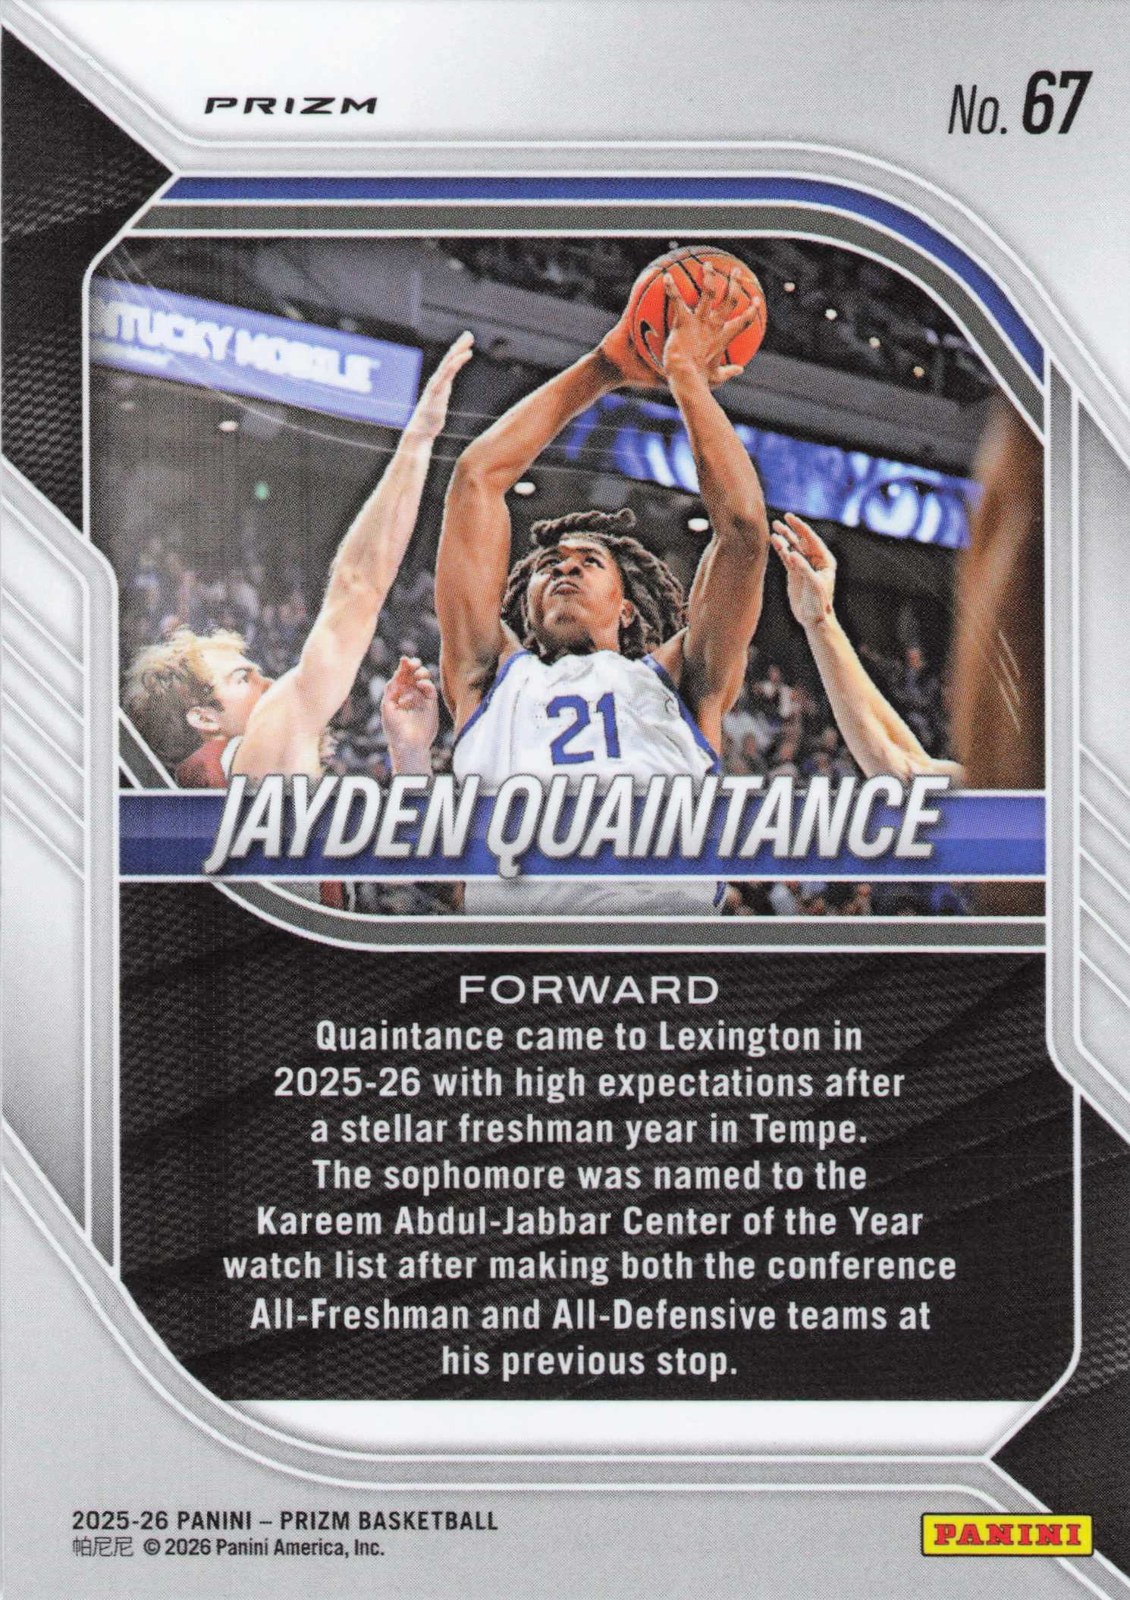 PRIZM
No. 67
NTUCKY MOBILE
21
JAYDEN QUAINTANCE
FORWARD
Quaintance came to Lexington in
2025-26 with high expectations after
a stellar freshman year in Tempe.
The sophomore was named to the
Kareem Abdul-Jabbar Center of the Year
watch list after making both the conference
All-Freshman and All-Defensive teams at
his previous stop.
2025-26 PANINI – PRIZM BASKETBALL
帕尼尼 © 2026 Panini America, Inc.
PANINI